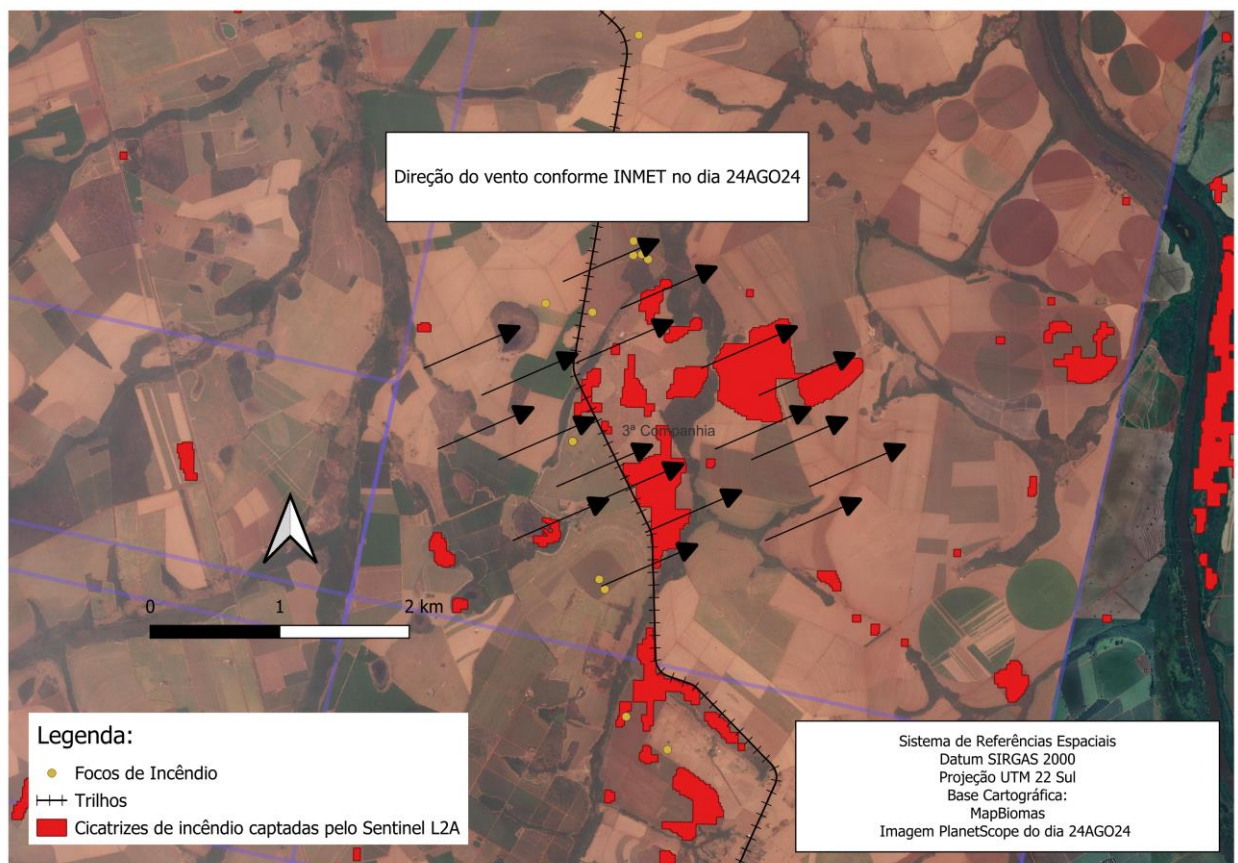 Direção do vento conforme INMET no dia 24AGO24
3ª Companhia
0
1
2 km
Legenda:
Focos de Incêndio
Trilhos
Cicatrizes de incêndio captadas pelo Sentinel L2A
Sistema de Referências Espaciais
Datum SIRGAS 2000
Projeção UTM 22 Sul
Base Cartográfica:
MapBiomas
Imagem PlanetScope do dia 24AGO24